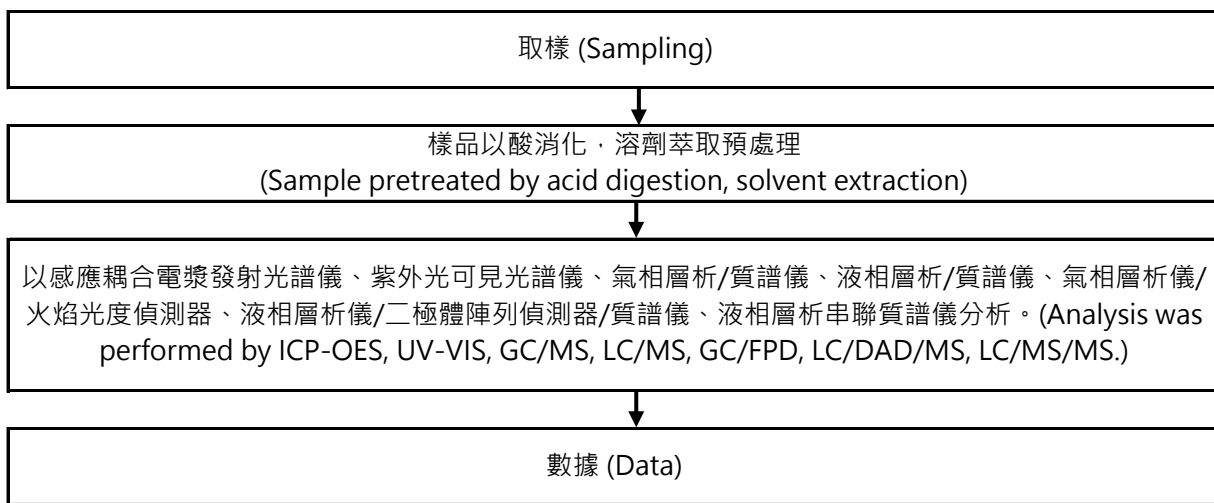 取樣 (Sampling)
樣品以酸消化，溶劑萃取預處理
(Sample pretreated by acid digestion, solvent extraction)
以感應耦合電漿發射光譜儀、紫外光可見光譜儀、氣相層析/質譜儀、液相層析/質譜儀、氣相層析儀/
火焰光度偵測器、液相層析儀/二極體陣列偵測器/質譜儀、液相層析串聯質譜儀分析。(Analysis was
performed by ICP-OES, UV-VIS, GC/MS, LC/MS, GC/FPD, LC/DAD/MS, LC/MS/MS.)
數據 (Data)